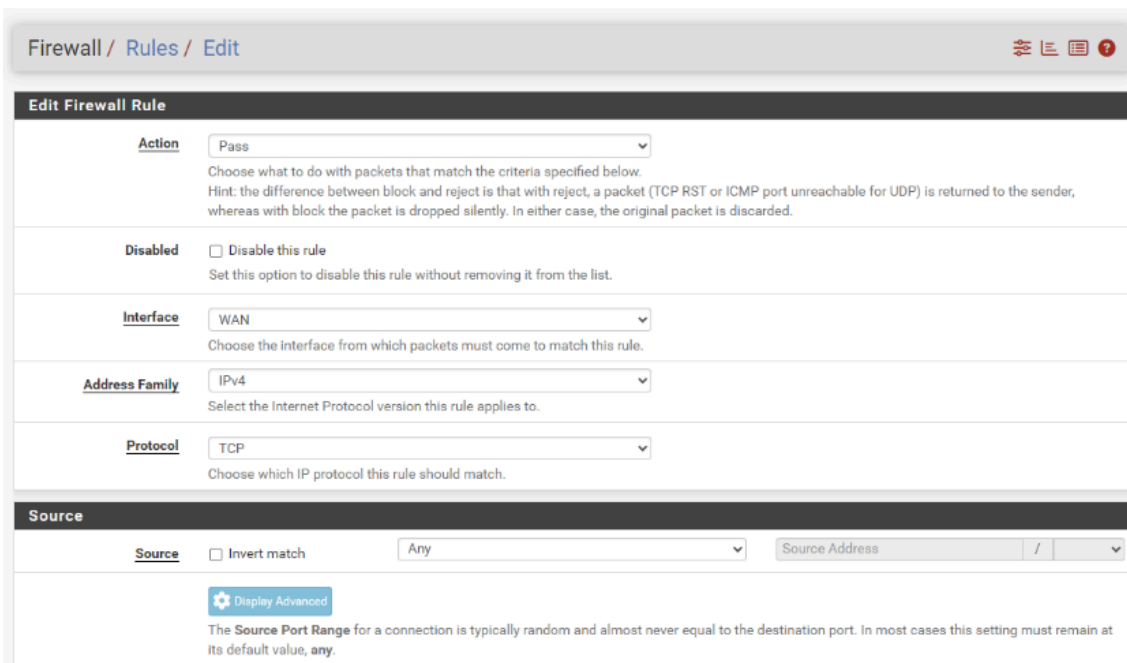 Firewall / Rules / Edit
Edit Firewall Rule
Action
Pass
Choose what to do with packets that match the criteria specified below.
Hint: the difference between block and reject is that with reject, a packet (TCP RST or ICMP port unreachable for UDP) is returned to the sender,
whereas with block the packet is dropped silently. In either case, the original packet is discarded.
Disabled
Disable this rule
Set this option to disable this rule without removing it from the list.
Interface
WAN
Choose the interface from which packets must come to match this rule.
Address Family
IPv4
Select the Internet Protocol version this rule applies to.
Protocol
TCP
Choose which IP protocol this rule should match.
Source
Source
Invert match
Any
Source Address
/
Display Advanced
The Source Port Range for a connection is typically random and almost never equal to the destination port. In most cases this setting must remain at
its default value, any.